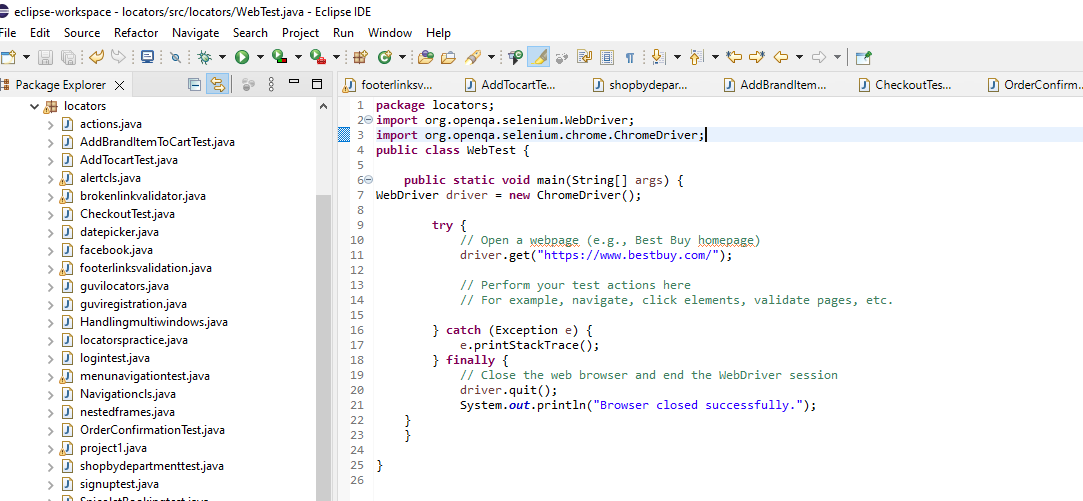 eclipse-workspace - locators/src/locators/WebTest.java - Eclipse IDE
File Edit Source Refactor Navigate Search Project Run Window Help
Package Explorer
footerlinksv...
AddTocartTe...
shopbydepar...
AddBrandItem...
CheckoutTest.java
OrderConfirm...
locators
actions.java
AddBrandItemToCartTest.java
AddTocartTest.java
alertcls.java
brokenlinkvalidator.java
CheckoutTest.java
datepicker.java
facebook.java
footerlinksvalidation.java
guvilocators.java
guviregistration.java
Handlingmultiwindows.java
locatorspractice.java
logintest.java
menunavigationtest.java
Navigationcls.java
nestedframes.java
OrderConfirmationTest.java
project1.java
shopbydepartmenttest.java
signuptest.java
1 package locators;
2 import org.openqa.selenium.WebDriver;
3 import org.openqa.selenium.chrome.ChromeDriver;
4 public class WebTest {
5
6 public static void main(String[] args) {
7 WebDriver driver = new ChromeDriver();
8
9 try {
10 // Open a webpage (e.g., Best Buy homepage)
11 driver.get("https://www.bestbuy.com/");
12
13 // Perform your test actions here
14 // For example, navigate, click elements, validate pages, etc.
15
16 } catch (Exception e) {
17 e.printStackTrace();
18 } finally {
19 // Close the web browser and end the WebDriver session
20 driver.quit();
21 System.out.println("Browser closed successfully.");
22 }
23 }
24
25 }
26